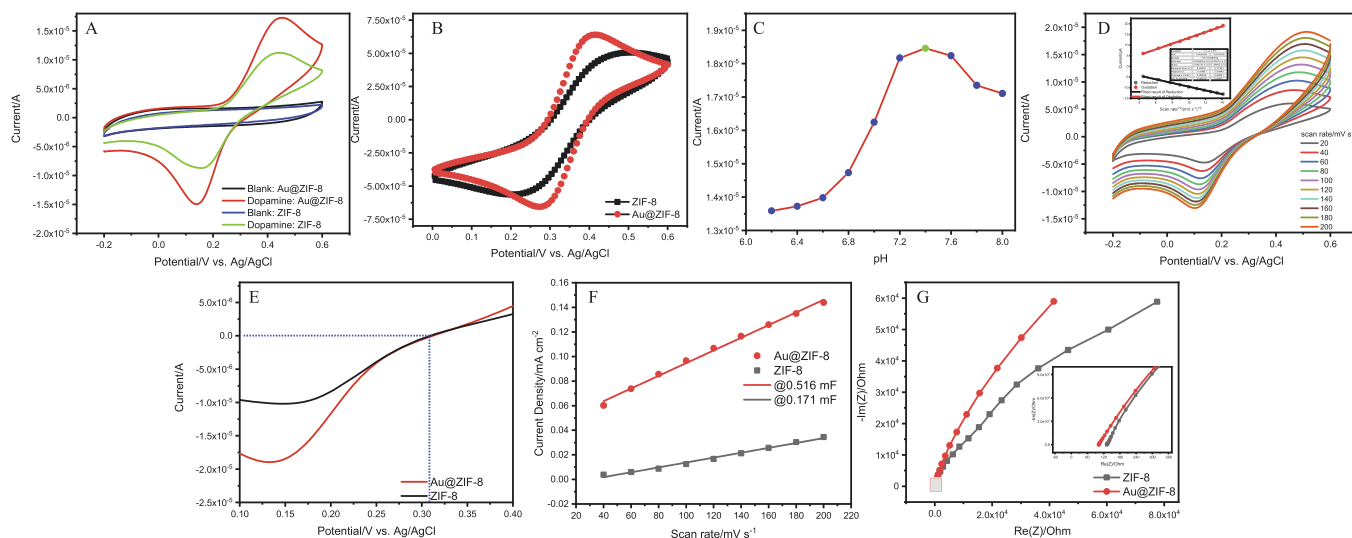 A
1.5x10⁻⁵
1.0x10⁻⁵
5.0x10⁻⁶
0.0
-5.0x10⁻⁶
-1.0x10⁻⁵
-1.5x10⁻⁵
-2.0x10⁻⁵
Current/A
Blank: Au@ZIF-8
Dopamine: Au@ZIF-8
Blank: ZIF-8
Dopamine: ZIF-8
-0.2 0.0 0.2 0.4 0.6
Potential/V vs. Ag/AgCl
B
7.50x10⁻⁵
5.00x10⁻⁵
2.50x10⁻⁵
0.00
-2.50x10⁻⁵
-5.00x10⁻⁵
-7.50x10⁻⁵
Current/A
ZIF-8
Au@ZIF-8
0.0 0.1 0.2 0.3 0.4 0.5 0.6
Potential/V vs. Ag/AgCl
C
1.9x10⁻⁵
1.8x10⁻⁵
1.6x10⁻⁵
1.5x10⁻⁵
1.3x10⁻⁵
Current/A
6.0 6.4 6.8 7.2 7.6 8.0
pH
D
2.0x10⁻⁵
1.5x10⁻⁵
1.0x10⁻⁵
5.0x10⁻⁶
0.0
-5.0x10⁻⁶
-1.0x10⁻⁵
-1.5x10⁻⁵
Current/A
Reduction
Oxidation
scan rate/mV s
20
40
60
80
100
120
140
160
180
200
-0.2 0.0 0.2 0.4 0.6
Pontential/V vs. Ag/AgCl
E
5.0x10⁻⁶
0.0
-5.0x10⁻⁶
-1.0x10⁻⁵
-1.5x10⁻⁵
-2.0x10⁻⁵
-2.5x10⁻⁵
Current/A
Au@ZIF-8
ZIF-8
0.10 0.15 0.20 0.25 0.30 0.35 0.40
Potential/V vs. Ag/AgCl
F
0.16
0.14
0.12
0.10
0.08
0.06
0.04
0.02
0.00
-0.02
Current Density/mA cm⁻²
Au@ZIF-8
ZIF-8
@0.516 mF
@0.171 mF
20 40 60 80 100 120 140 160 180 200 220
Scan rate/mV s⁻¹
G
6x10⁴
5x10⁴
4x10⁴
3x10⁴
2x10⁴
1x10⁴
0
-Im(Z)/Ohm
-Im(Z)/Ohm
-60 0 60 120 180 240 300 360
Re(Z)/Ohm
ZIF-8
Au@ZIF-8
0.0 2.0x10⁴ 4.0x10⁴ 6.0x10⁴ 8.0x10⁴
Re(Z)/Ohm